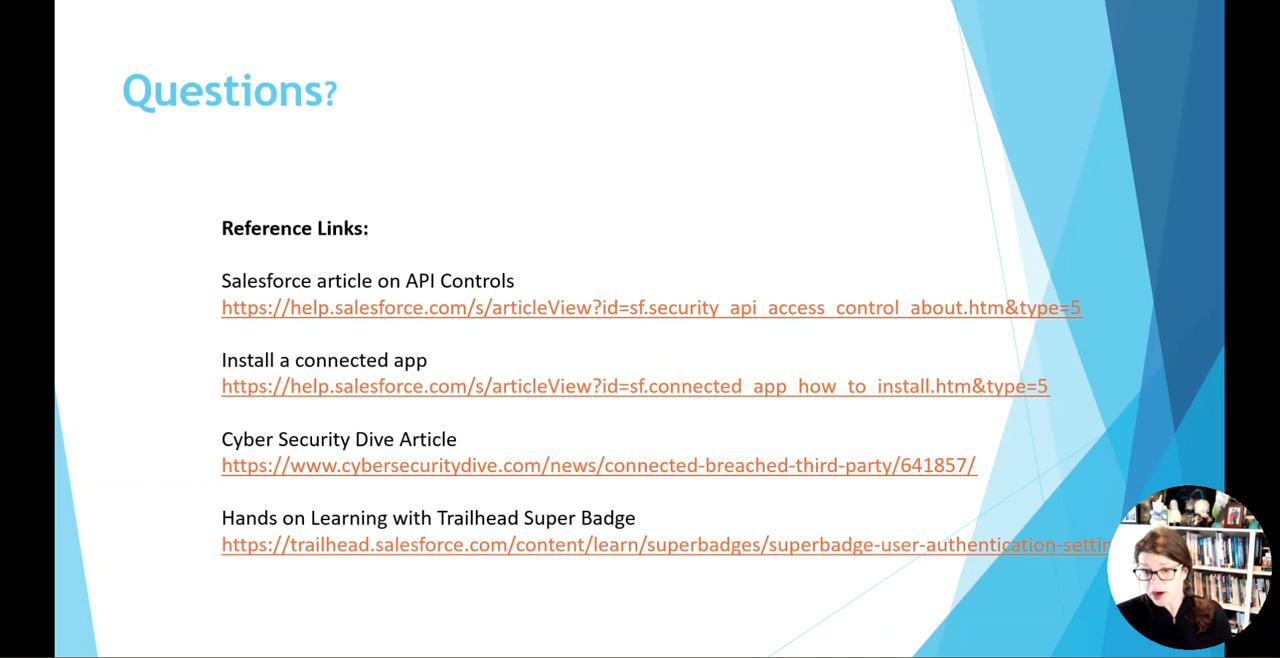 Questions?
Reference Links:
Salesforce article on API Controls
https://help.salesforce.com/s/articleView?id=sf.security_api_access_control_about.htm&type=5
Install a connected app
https://help.salesforce.com/s/articleView?id=sf.connected_app_how_to_install.htm&type=5
Cyber Security Dive Article
https://www.cybersecuritydive.com/news/connected-breached-third-party/641857/
Hands on Learning with Trailhead Super Badge
https://trailhead.salesforce.com/content/learn/superbadges/superbadge-user-authentication-settin